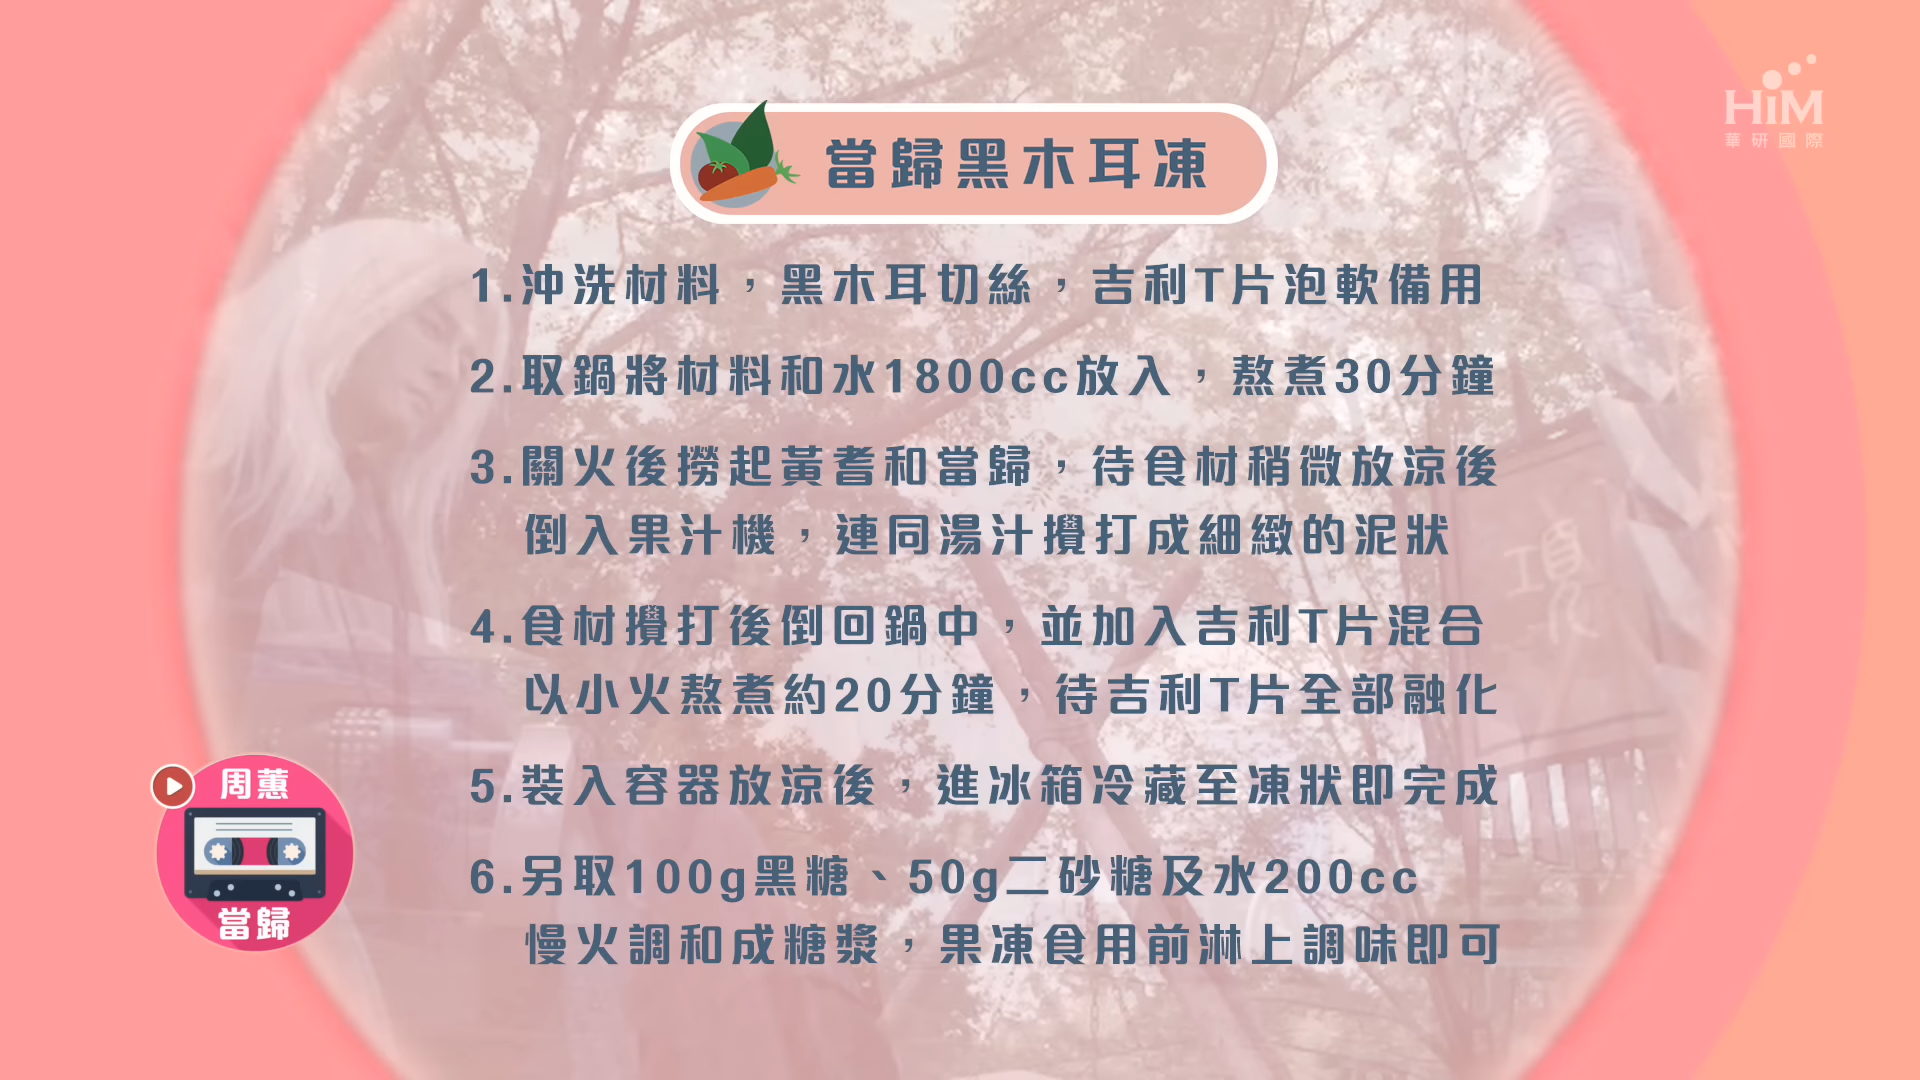 HiM
華研國際
當歸黑木耳凍
1.沖洗材料，黑木耳切絲，吉利T片泡軟備用
2.取鍋將材料和水1800cc放入，熬煮30分鐘
3.關火後撈起黃耆和當歸，待食材稍微放涼後
倒入果汁機，連同湯汁攪打成細緻的泥狀
4.食材攪打後倒回鍋中，並加入吉利T片混合
以小火熬煮約20分鐘，待吉利T片全部融化
5.裝入容器放涼後，進冰箱冷藏至凍狀即完成
6.另取100g黑糖、50g二砂糖及水200cc
慢火調和成糖漿，果凍食用前淋上調味即可
周蕙
當歸